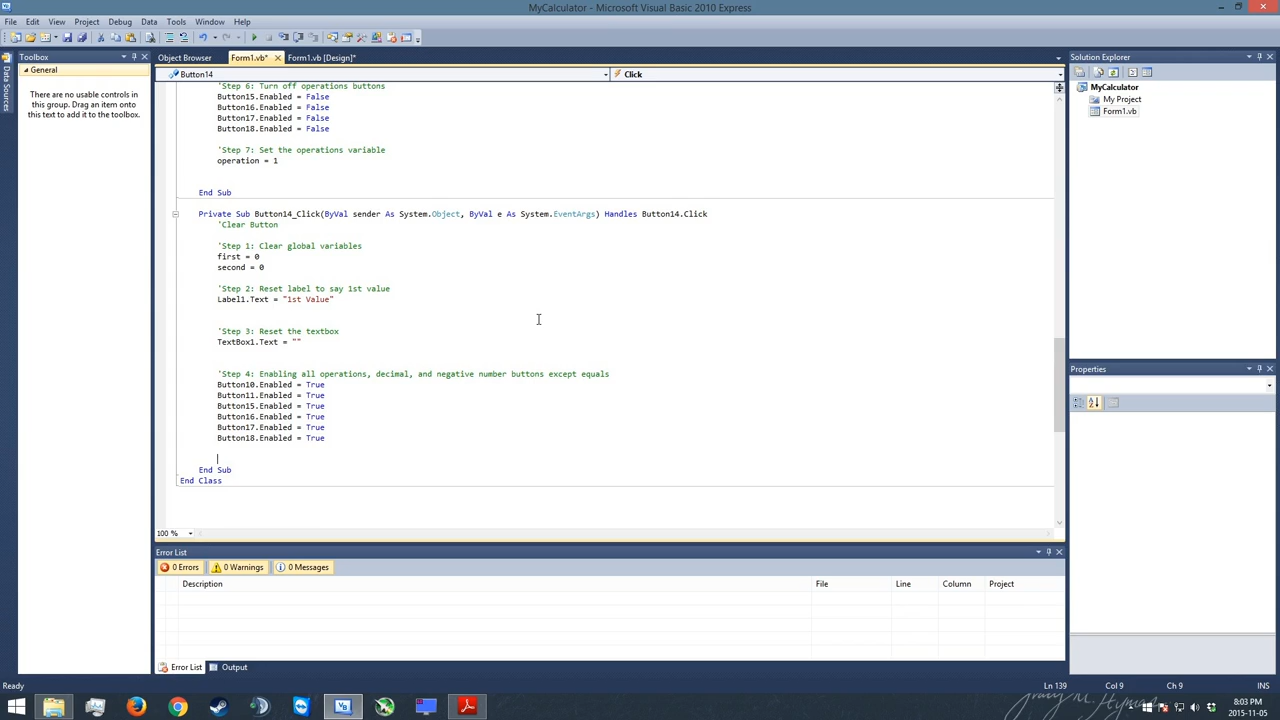 MyCalculator - Microsoft Visual Basic 2010 Express
File Edit View Project Debug Data Tools Window Help
Toolbox
Object Browser Form1.vb* Form1.vb [Design]*
Solution Explorer
General
Button14 Click
Data Sources
There are no usable controls in
this group. Drag an item onto
this text to add it to the toolbox.
MyCalculator
My Project
Form1.vb
'Step 6: Turn off operations buttons
Button15.Enabled = False
Button16.Enabled = False
Button17.Enabled = False
Button18.Enabled = False
'Step 7: Set the operations variable
operation = 1
End Sub
Private Sub Button14_Click(ByVal sender As System.Object, ByVal e As System.EventArgs) Handles Button14.Click
'Clear Button
'Step 1: Clear global variables
first = 0
second = 0
'Step 2: Reset label to say 1st value
Label1.Text = "1st Value"
'Step 3: Reset the textbox
TextBox1.Text = ""
'Step 4: Enabling all operations, decimal, and negative number buttons except equals
Button10.Enabled = True
Button11.Enabled = True
Button15.Enabled = True
Button16.Enabled = True
Button17.Enabled = True
Button18.Enabled = True
End Sub
End Class
Properties
100 %
Error List
0 Errors 0 Warnings 0 Messages
Description File Line Column Project
Error List Output
Ready Ln 139 Col 9 Ch 9 INS
8:03 PM
2015-11-05